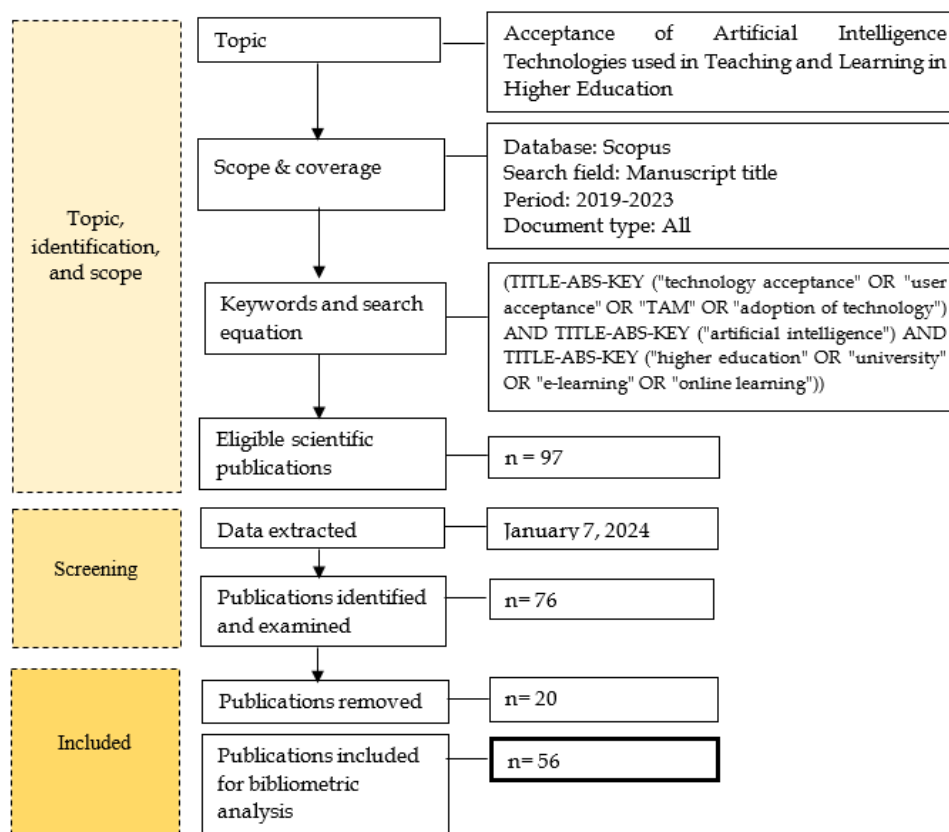 Topic
Acceptance of Artificial Intelligence
Technologies used in Teaching and Learning in
Higher Education
Scope & coverage
Database: Scopus
Search field: Manuscript title
Period: 2019-2023
Document type: All
Topic,
identification,
and scope
Keywords and search
equation
(TITLE-ABS-KEY ("technology acceptance" OR "user
acceptance" OR "TAM" OR "adoption of technology")
AND TITLE-ABS-KEY ("artificial intelligence") AND
TITLE-ABS-KEY ("higher education" OR "university"
OR "e-learning" OR "online learning"))
Eligible scientific
publications
n = 97
Screening
Data extracted
January 7, 2024
Publications identified
and examined
n= 76
Included
Publications removed
n= 20
Publications included
for bibliometric
analysis
n= 56